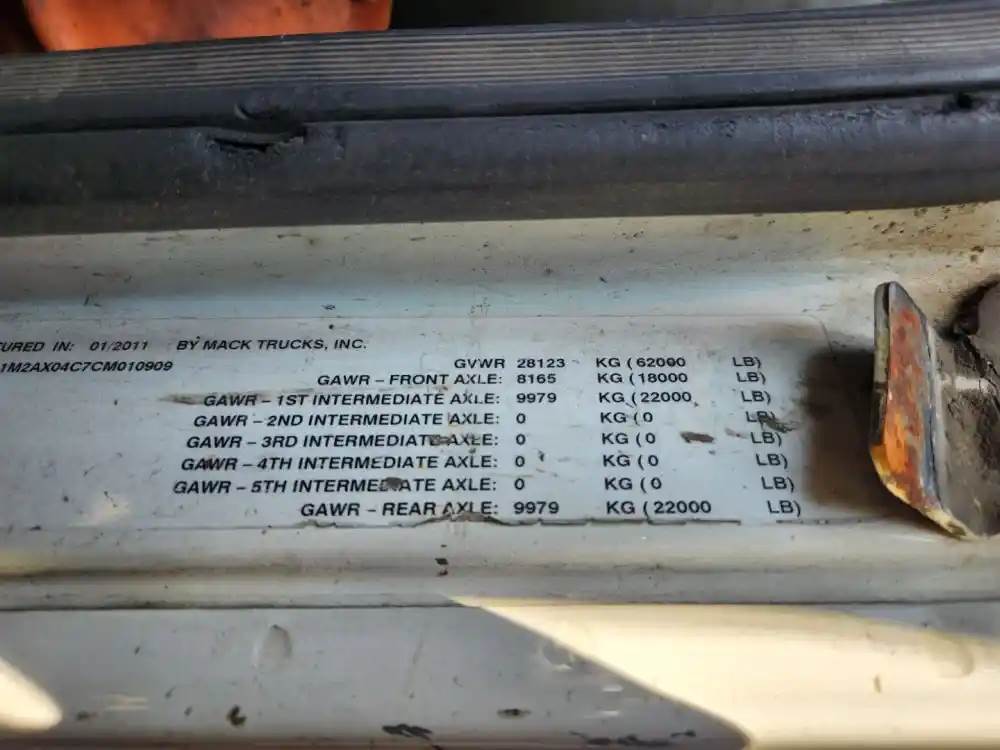 TURED IN: 01/2011 BY MACK TRUCKS, INC.
1M2AX04C7CM010909
GVWR 28123 KG ( 62000 LB)
GAWR – FRONT AXLE: 8165 KG ( 18000 LB)
GAWR – 1ST INTERMEDIATE AXLE: 9979 KG ( 22000 LB)
GAWR – 2ND INTERMEDIATE AXLE: 0 KG ( 0 LB)
GAWR – 3RD INTERMEDIATE AXLE: 0 KG ( 0 LB)
GAWR – 4TH INTERMEDIATE AXLE: 0 KG ( 0 LB)
GAWR – 5TH INTERMEDIATE AXLE: 0 KG ( 0 LB)
GAWR – REAR AXLE: 9979 KG ( 22000 LB)